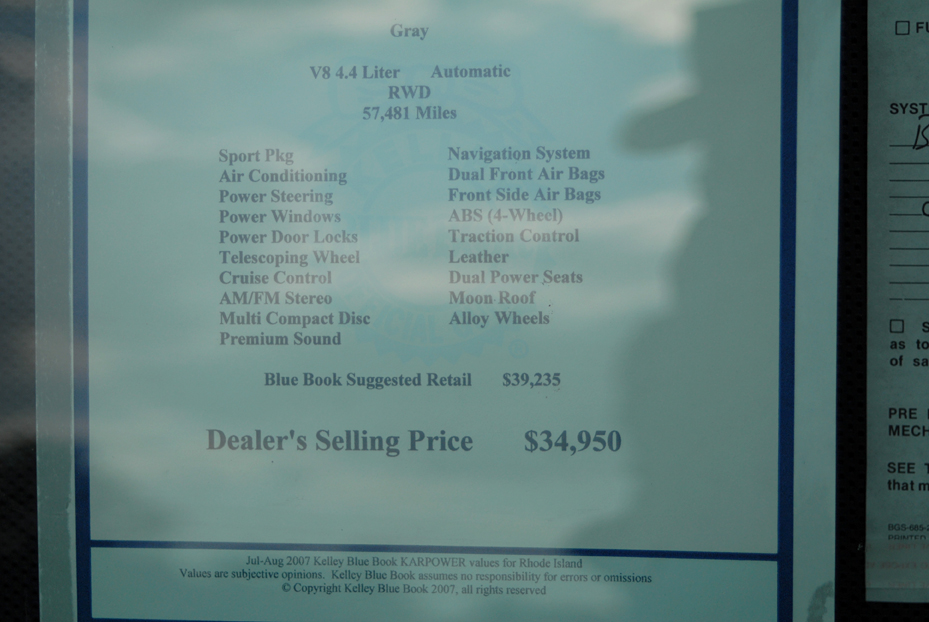 Gray
V8 4.4 Liter Automatic
RWD
57,481 Miles
Sport Pkg
Air Conditioning
Power Steering
Power Windows
Power Door Locks
Telescoping Wheel
Cruise Control
AM/FM Stereo
Multi Compact Disc
Premium Sound
Navigation System
Dual Front Air Bags
Front Side Air Bags
ABS (4-Wheel)
Traction Control
Leather
Dual Power Seats
Moon Roof
Alloy Wheels
Blue Book Suggested Retail $39,235
Dealer's Selling Price $34,950
Jul-Aug 2007 Kelley Blue Book KARPOWER values for Rhode Island
Values are subjective opinions. Kelley Blue Book assumes no responsibility for errors or omissions
© Copyright Kelley Blue Book 2007, all rights reserved
FU
SYST
S
as to
of sa
PRE
MECH
SEE T
that m
BGS-685-2
PRINTED